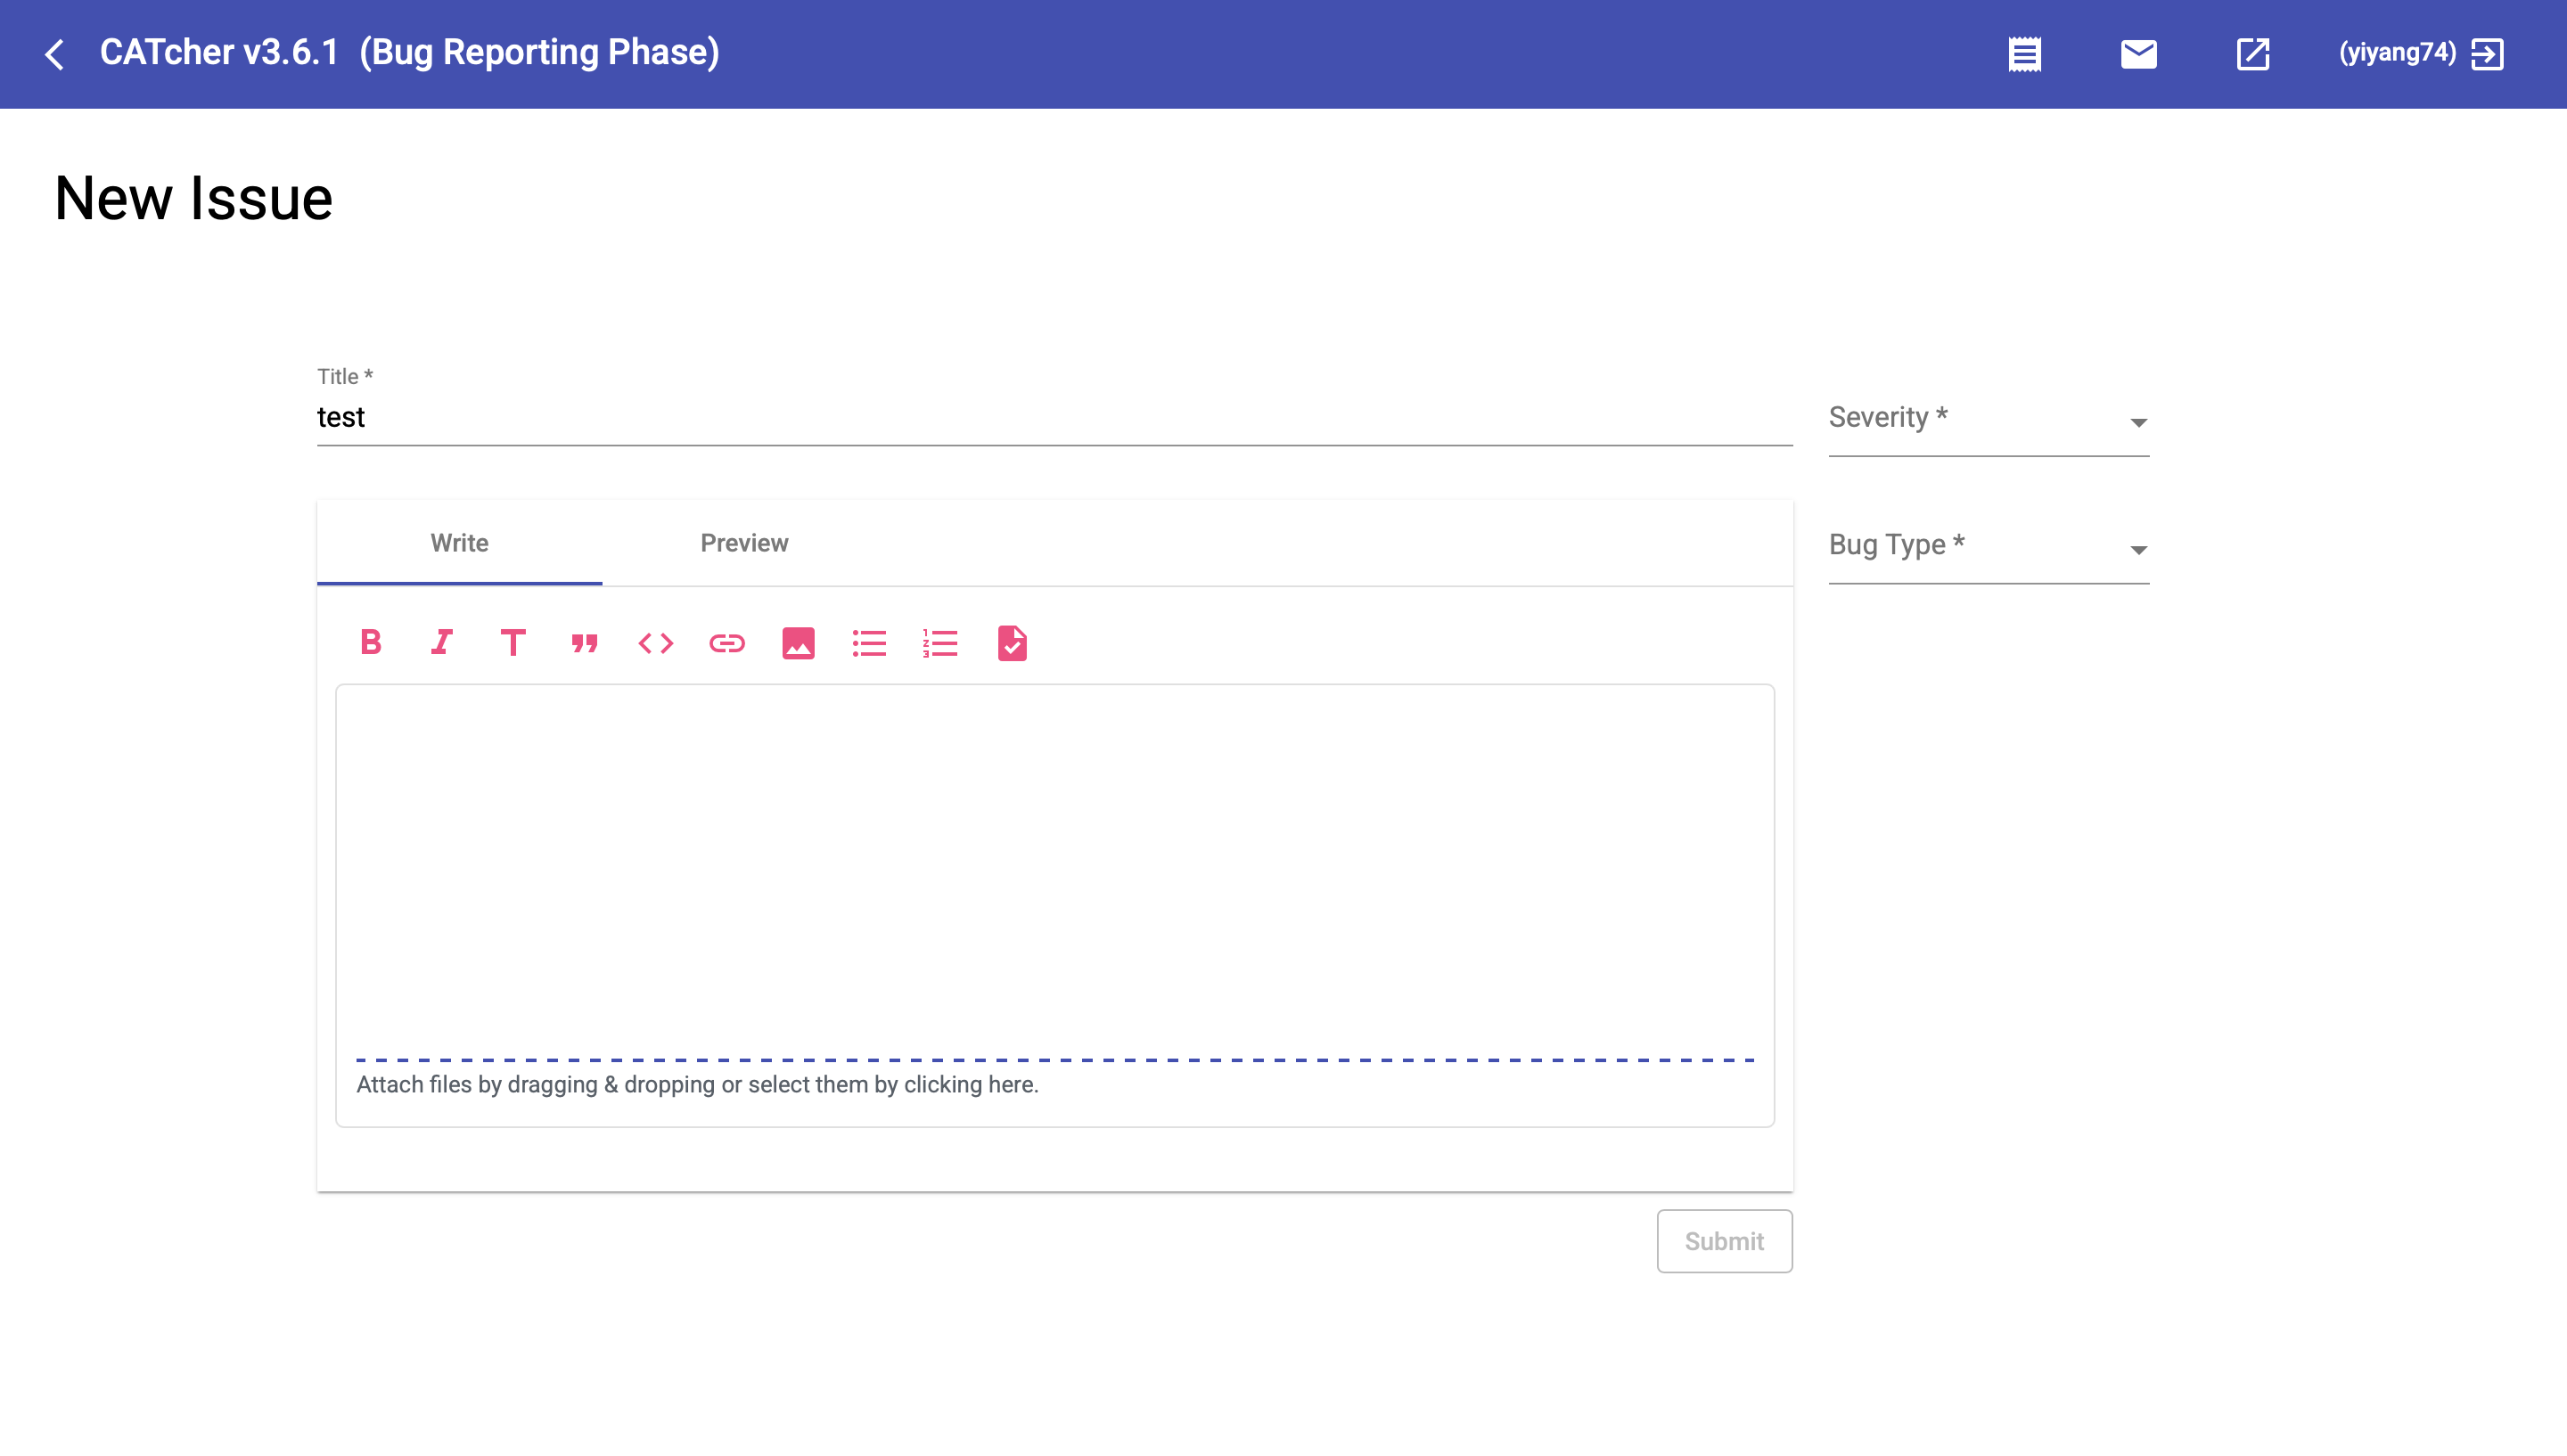 CATcher v3.6.1 (Bug Reporting Phase)
(yiyang74)
New Issue
Title *
test
Severity *
Write
Preview
Bug Type *
Attach files by dragging & dropping or select them by clicking here.
Submit